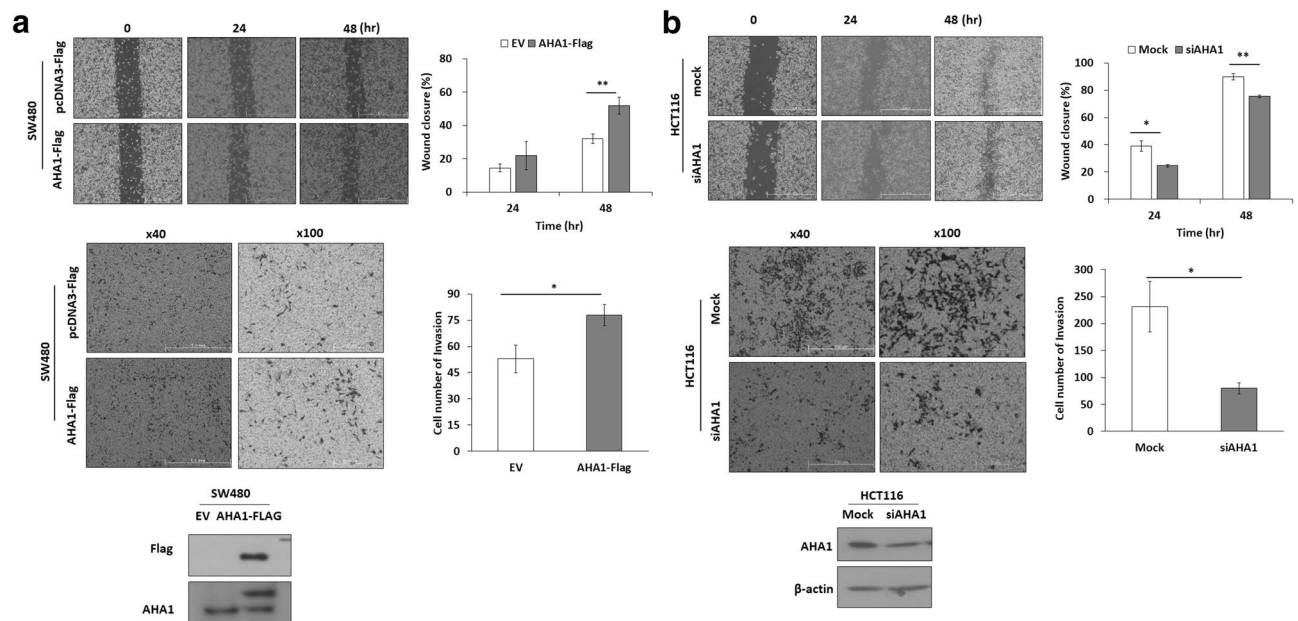 a
0 24 48 (hr)
SW480
pcDNA3-Flag
AHA1-Flag
EV AHA1-Flag
Wound closure (%)
80
60
40
20
0
**
24 48
Time (hr)
x40 x100
SW480
pcDNA3-Flag
AHA1-Flag
Cell number of Invasion
90
75
60
45
30
15
0
*
EV AHA1-Flag
SW480
EV AHA1-FLAG
Flag
AHA1
b
0 24 48 (hr)
HCT116
mock
siAHA1
Mock siAHA1
Wound closure (%)
100
80
60
40
20
0
* **
24 48
Time (hr)
x40 x100
HCT116
Mock
siAHA1
Cell number of Invasion
300
250
200
150
100
50
0
*
Mock siAHA1
HCT116
Mock siAHA1
AHA1
β-actin